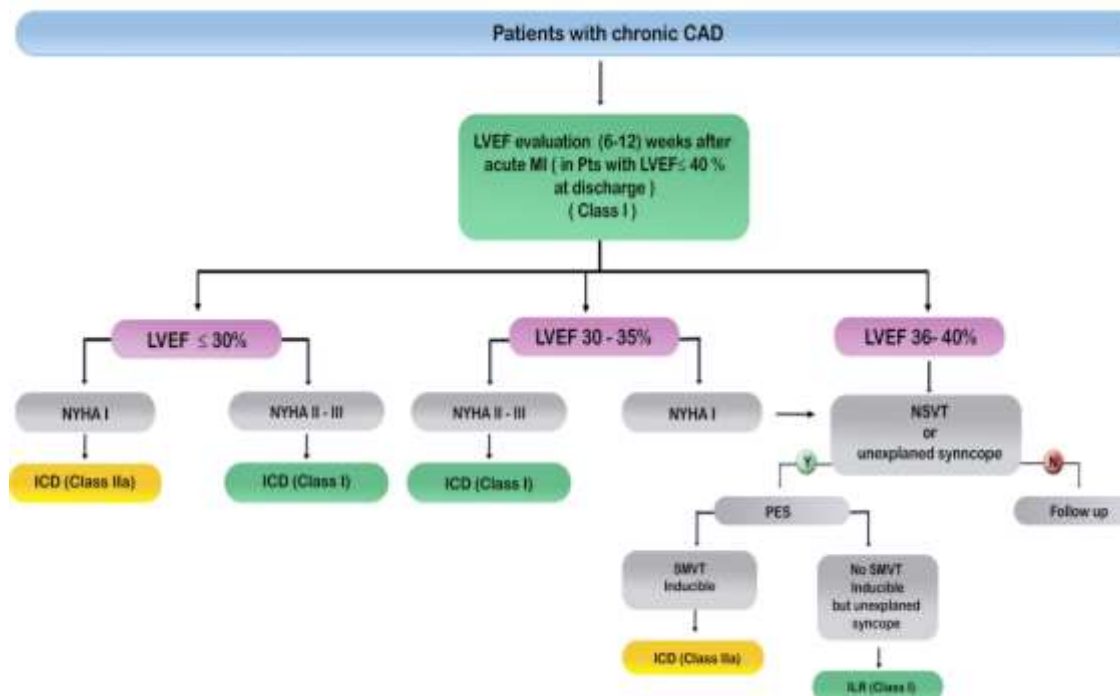 Patients with chronic CAD
LVEF evaluation (6-12) weeks after
acute MI ( in Pts with LVEF≤ 40 %
at discharge )
( Class I )
LVEF ≤ 30%
LVEF 30 - 35%
LVEF 36- 40%
NYHA I
NYHA II - III
NYHA II - III
NYHA I
NSVT
or
unexplaned synncope
ICD (Class IIa)
ICD (Class I)
ICD (Class I)
Y
N
PES
Follow up
SMVT
Inducible
No SMVT
Inducible
but unexplaned
syncope
ICD (Class IIa)
ILR (Class I)